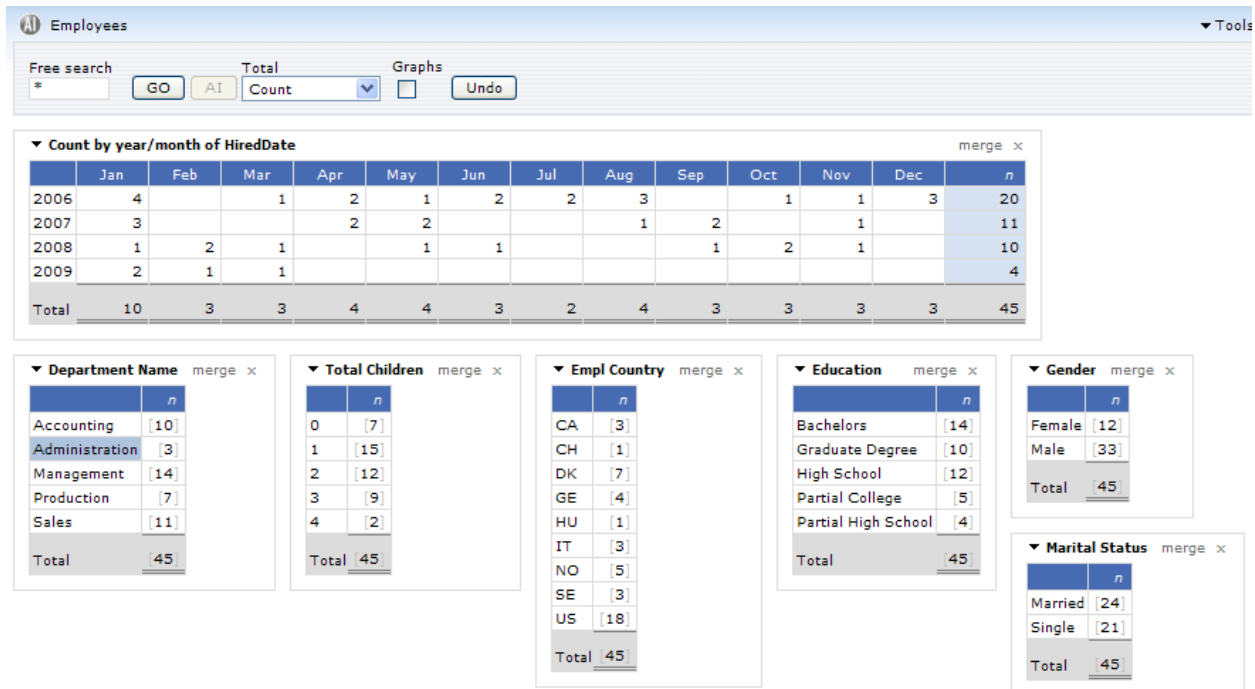 AI Employees Tools
Free search Total Graphs
* GO AI Count Undo
Count by year/month of HiredDate merge x
Jan Feb Mar Apr May Jun Jul Aug Sep Oct Nov Dec n
2006 4 1 2 1 2 2 3 1 1 3 20
2007 3 2 2 1 2 1 11
2008 1 2 1 1 1 1 2 1 10
2009 2 1 1 4
Total 10 3 3 4 4 3 2 4 3 3 3 3 45
Department Name merge x
n
Accounting [10]
Administration [3]
Management [14]
Production [7]
Sales [11]
Total [45]
Total Children merge x
n
0 [7]
1 [15]
2 [12]
3 [9]
4 [2]
Total [45]
Empl Country merge x
n
CA [3]
CH [1]
DK [7]
GE [4]
HU [1]
IT [3]
NO [5]
SE [3]
US [18]
Total [45]
Education merge x
n
Bachelors [14]
Graduate Degree [10]
High School [12]
Partial College [5]
Partial High School [4]
Total [45]
Gender merge x
n
Female [12]
Male [33]
Total [45]
Marital Status merge x
n
Married [24]
Single [21]
Total [45]